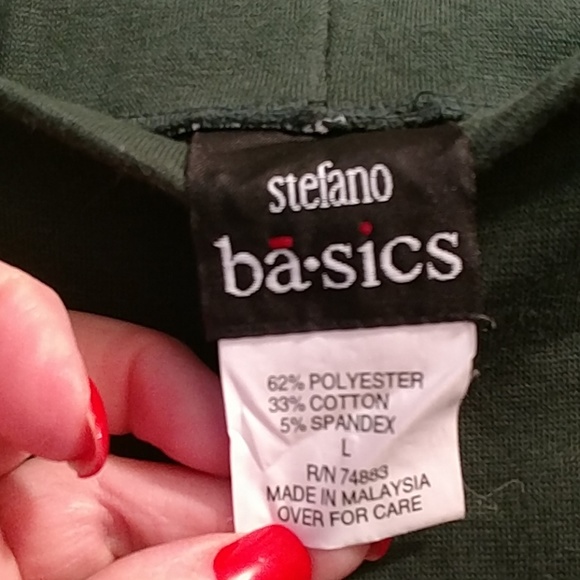 stefano
bā·sics
62% POLYESTER
33% COTTON
5% SPANDEX
L
R/N 74883
MADE IN MALAYSIA
OVER FOR CARE